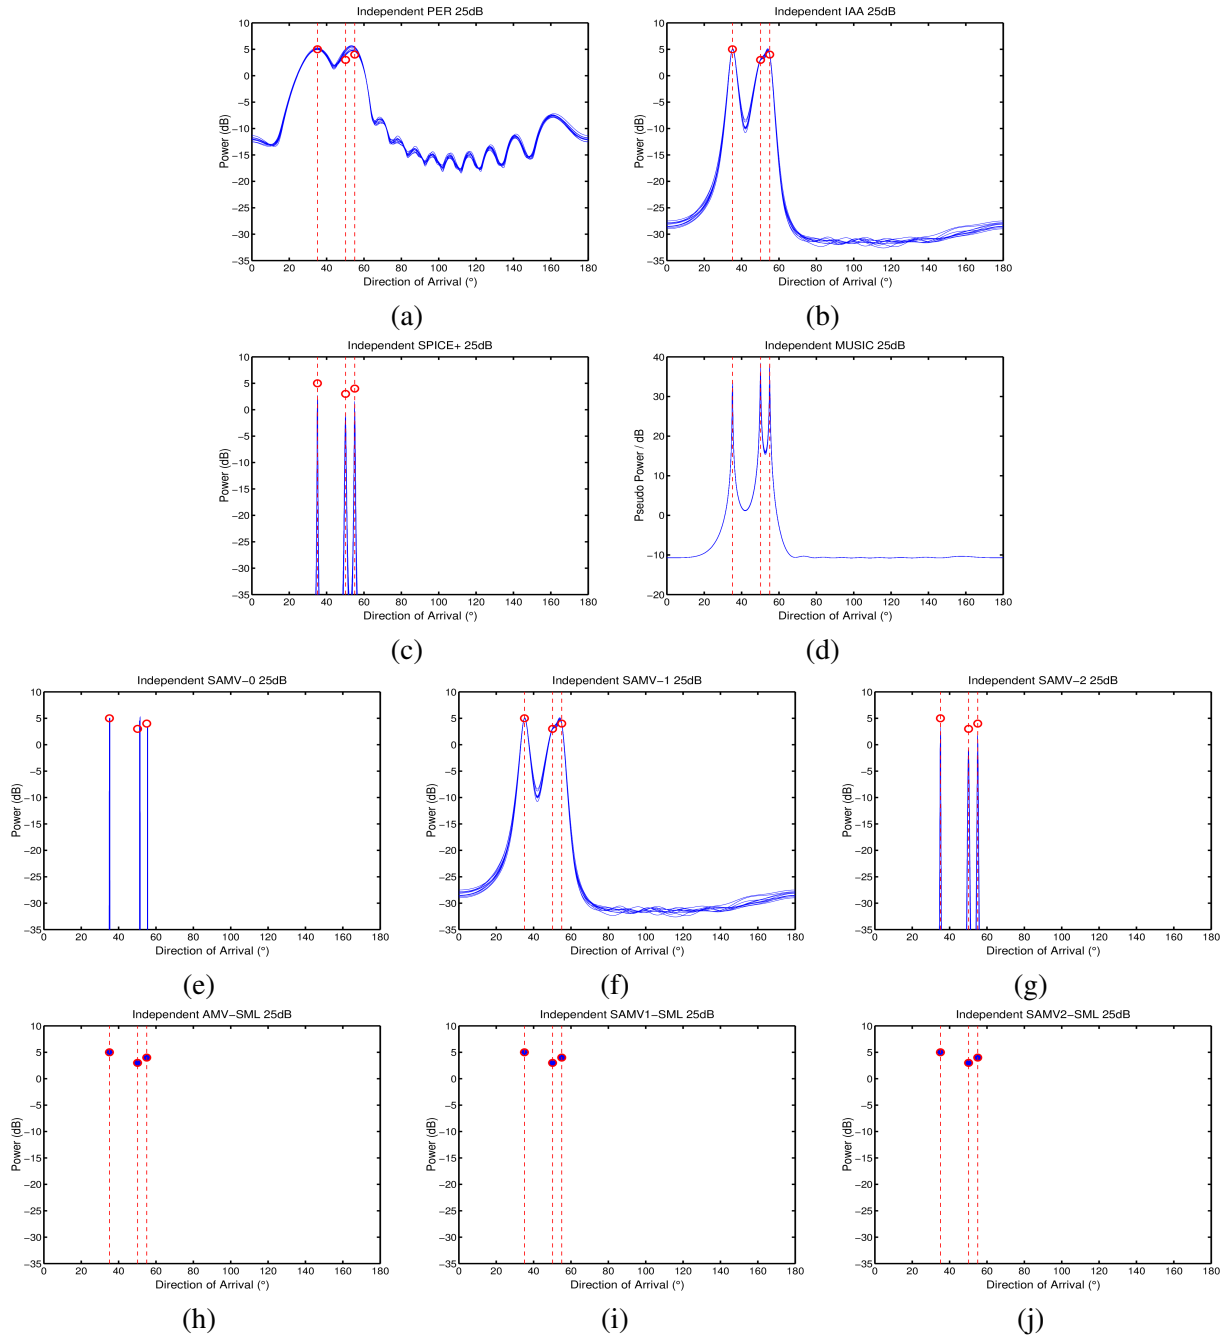 Independent PER 25dB
10
5
0
−5
−10
−15
−20
−25
−30
−35
Power (dB)
0 20 40 60 80 100 120 140 160 180
Direction of Arrival (°)
(a)
Independent IAA 25dB
10
5
0
−5
−10
−15
−20
−25
−30
−35
Power (dB)
0 20 40 60 80 100 120 140 160 180
Direction of Arrival (°)
(b)
Independent SPICE+ 25dB
10
5
0
−5
−10
−15
−20
−25
−30
−35
Power (dB)
0 20 40 60 80 100 120 140 160 180
Direction of Arrival (°)
(c)
Independent MUSIC 25dB
40
30
20
10
0
−10
−20
Pseudo Power / dB
0 20 40 60 80 100 120 140 160 180
Direction of Arrival (°)
(d)
Independent SAMV−0 25dB
10
5
0
−5
−10
−15
−20
−25
−30
−35
Power (dB)
0 20 40 60 80 100 120 140 160 180
Direction of Arrival (°)
(e)
Independent SAMV−1 25dB
10
5
0
−5
−10
−15
−20
−25
−30
−35
Power (dB)
0 20 40 60 80 100 120 140 160 180
Direction of Arrival (°)
(f)
Independent SAMV−2 25dB
10
5
0
−5
−10
−15
−20
−25
−30
−35
Power (dB)
0 20 40 60 80 100 120 140 160 180
Direction of Arrival (°)
(g)
Independent AMV−SML 25dB
10
5
0
−5
−10
−15
−20
−25
−30
−35
Power (dB)
0 20 40 60 80 100 120 140 160 180
Direction of Arrival (°)
(h)
Independent SAMV1−SML 25dB
10
5
0
−5
−10
−15
−20
−25
−30
−35
Power (dB)
0 20 40 60 80 100 120 140 160 180
Direction of Arrival (°)
(i)
Independent SAMV2−SML 25dB
10
5
0
−5
−10
−15
−20
−25
−30
−35
Power (dB)
0 20 40 60 80 100 120 140 160 180
Direction of Arrival (°)
(j)